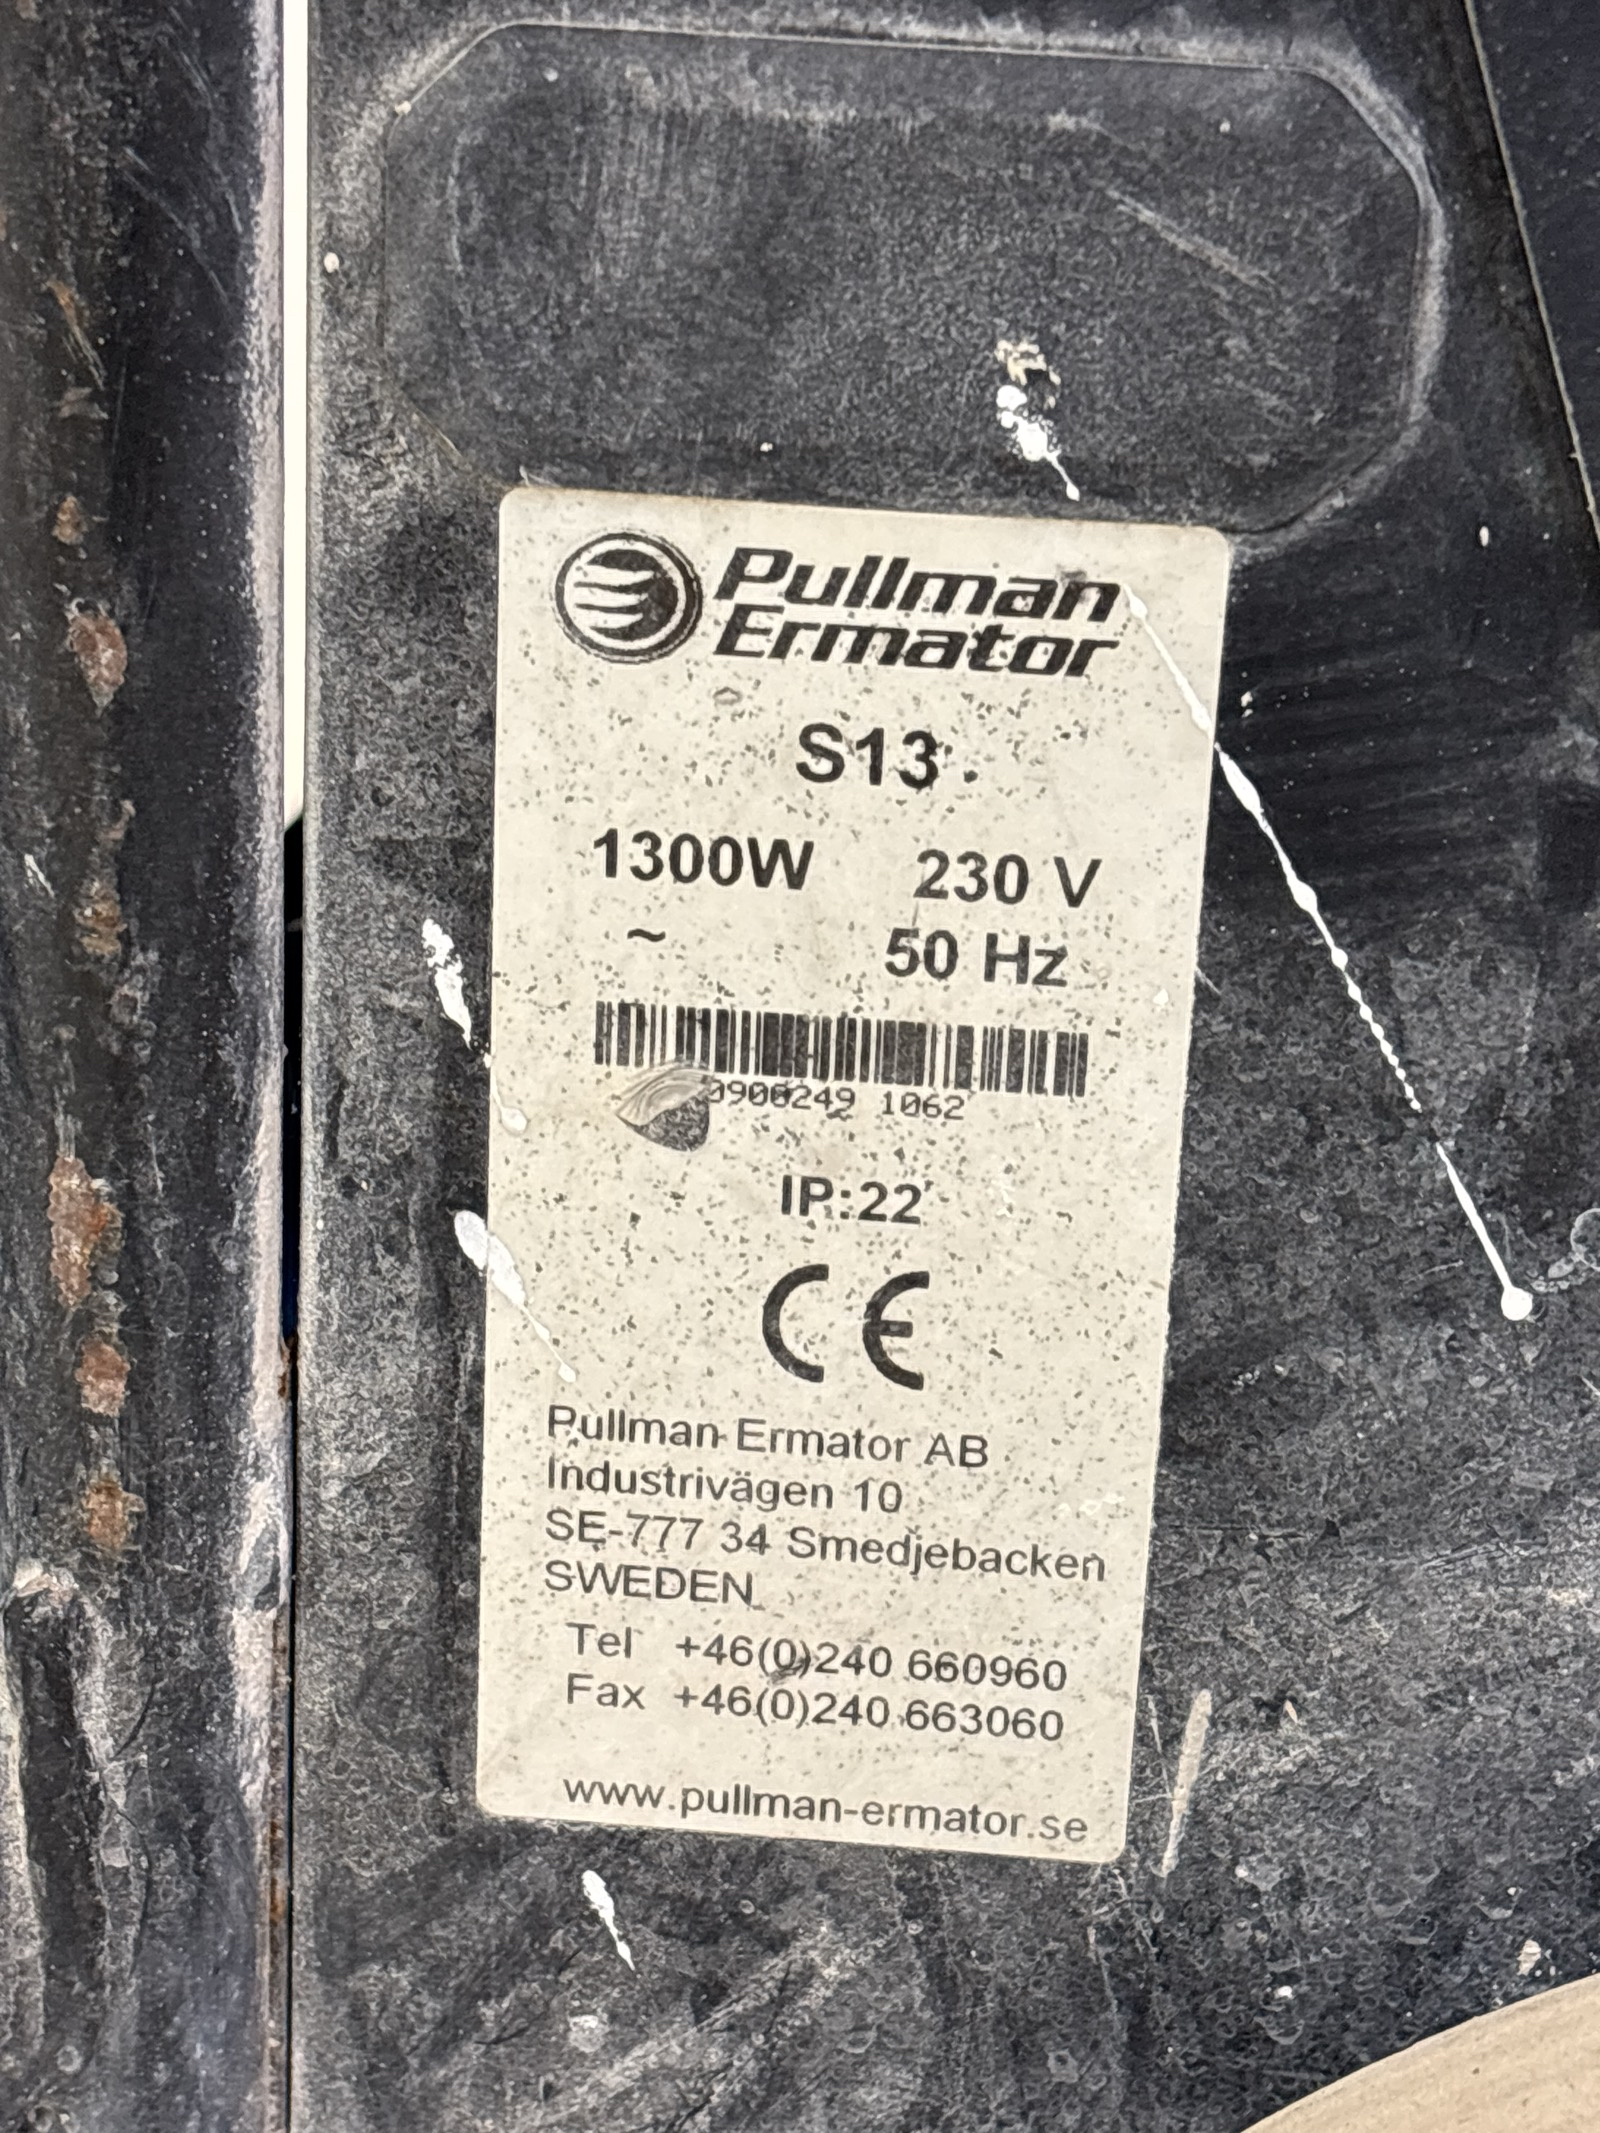 Pullman
Ermator
S13
1300W 230 V
~ 50 Hz
1062
IP:22
CE
Pullman Ermator AB
Industrivägen 10
SE-777 34 Smedjebacken
SWEDEN
Tel +46(0)240 660960
Fax +46(0)240 663060
www.pullman-ermator.se